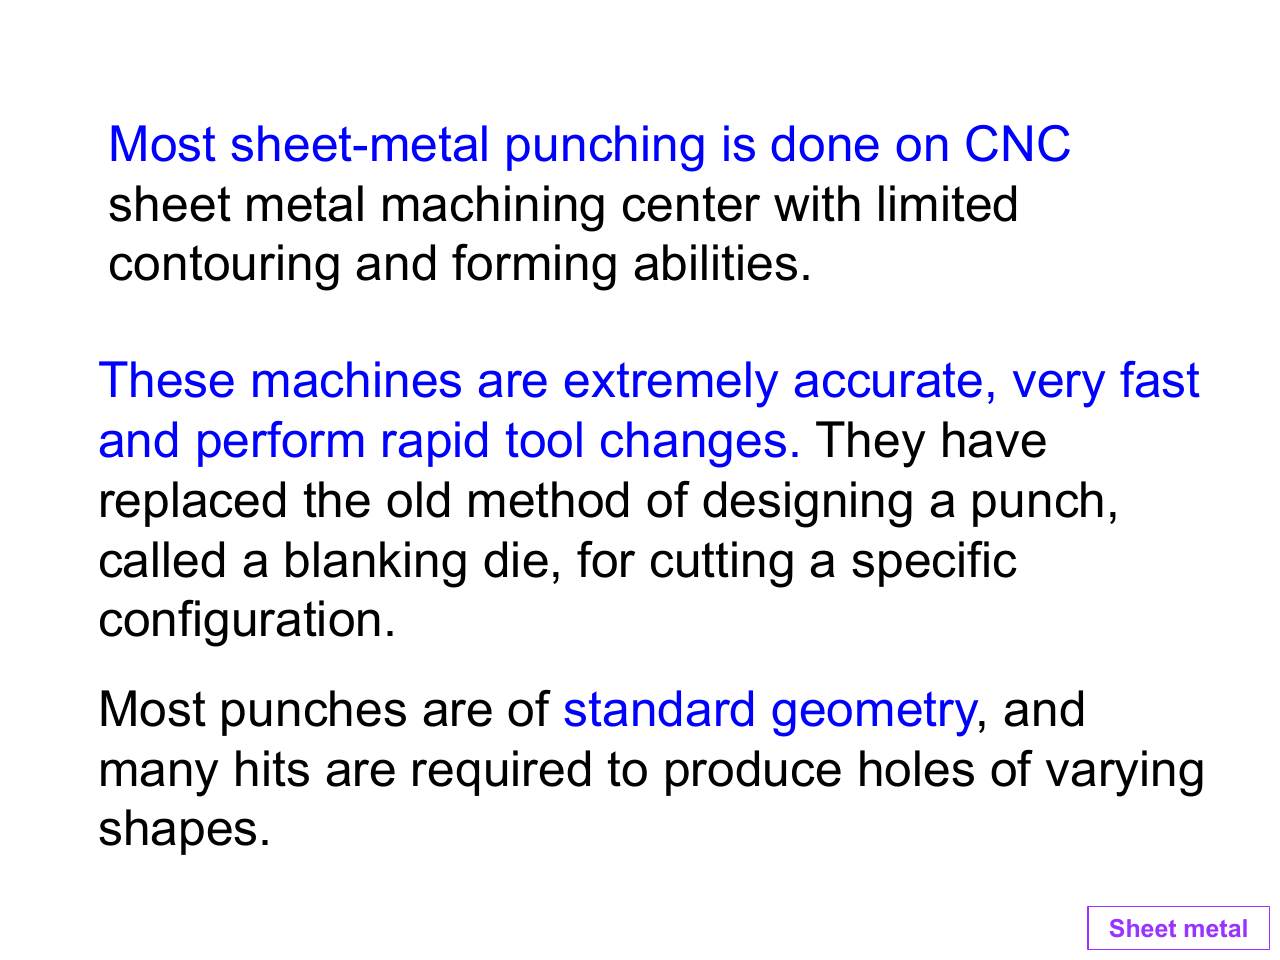 Most sheet-metal punching is done on CNC
sheet metal machining center with limited
contouring and forming abilities.
These machines are extremely accurate, very fast
and perform rapid tool changes. They have
replaced the old method of designing a punch,
called a blanking die, for cutting a specific
configuration.
Most punches are of standard geometry, and
many hits are required to produce holes of varying
shapes.
Sheet metal